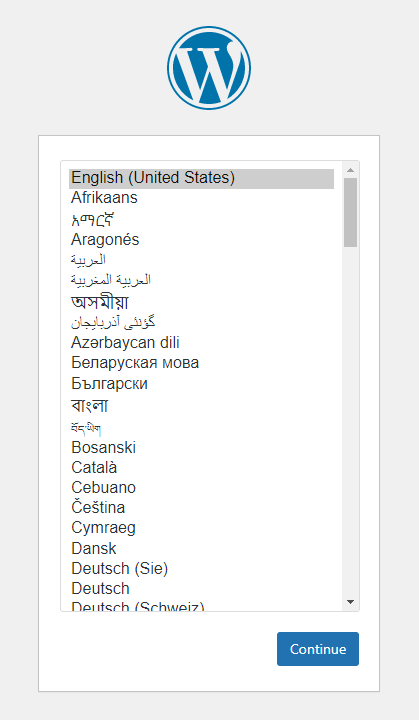 English (United States)
Afrikaans
አማርኛ
Aragonés
العربية
العربية المغربية
অসমীয়া
گؤنئی آذربایجان
Azərbaycan dili
Беларуская мова
Български
বাংলা
བོད་ཡིག
Bosanski
Català
Cebuano
Čeština
Cymraeg
Dansk
Deutsch (Sie)
Deutsch
Deutsch (Schweiz)
Continue